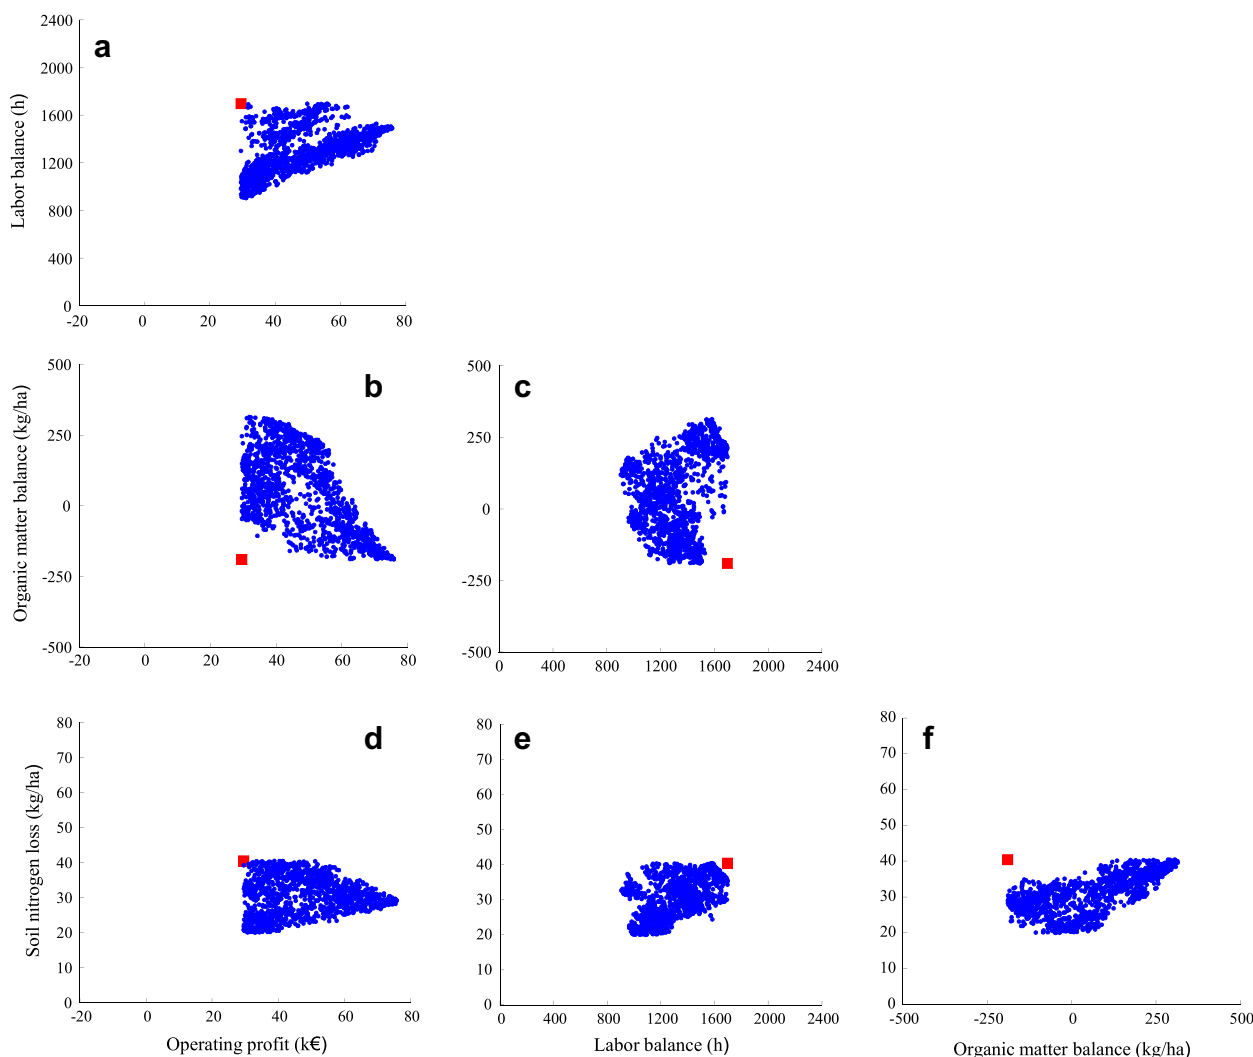 a
Labor balance (h)
2400
2000
1600
1200
800
400
0
-20 0 20 40 60 80
b
Organic matter balance (kg/ha)
500
250
0
-250
-500
-20 0 20 40 60 80
c
500
250
0
-250
-500
0 400 800 1200 1600 2000 2400
d
Soil nitrogen loss (kg/ha)
80
70
60
50
40
30
20
10
0
-20 0 20 40 60 80
Operating profit (k€)
e
80
70
60
50
40
30
20
10
0
0 400 800 1200 1600 2000 2400
Labor balance (h)
f
80
70
60
50
40
30
20
10
0
-500 -250 0 250 500
Organic matter balance (kg/ha)